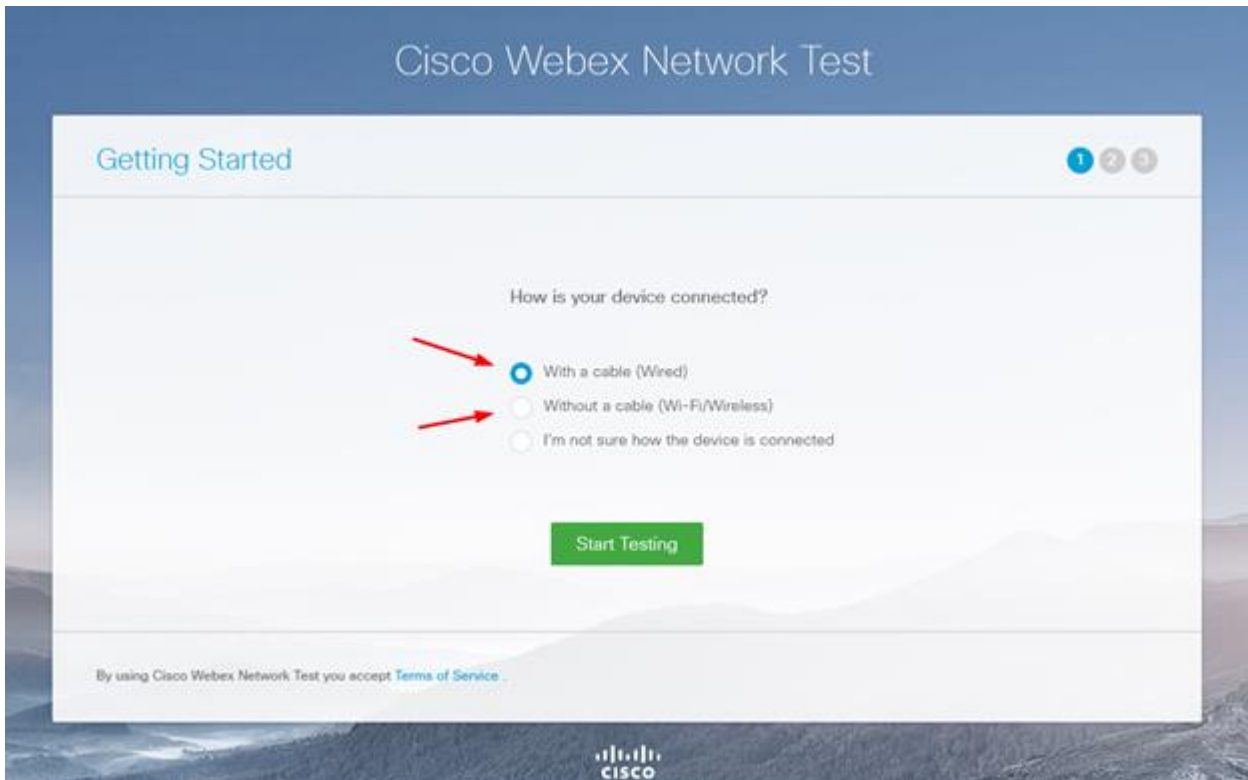 Cisco Webex Network Test
Getting Started
1 2 3
How is your device connected?
With a cable (Wired)
Without a cable (Wi-Fi/Wireless)
I'm not sure how the device is connected
Start Testing
By using Cisco Webex Network Test you accept Terms of Service .
CISCO